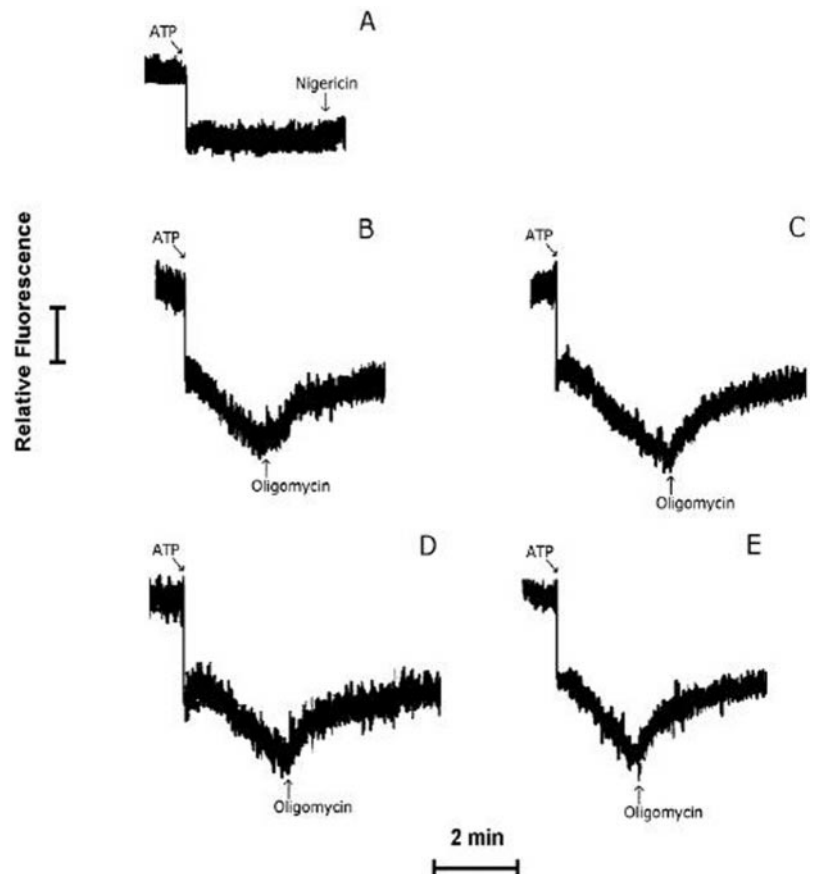 A
ATP
Nigericin
Relative Fluorescence
B
ATP
Oligomycin
C
ATP
Oligomycin
D
ATP
Oligomycin
E
ATP
Oligomycin
2 min